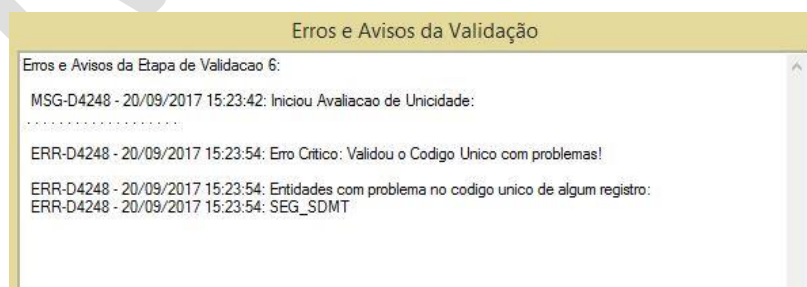 Erros e Avisos da Validação
Erros e Avisos da Etapa de Validacao 6:
MSG-D4248 - 20/09/2017 15:23:42: Iniciou Avaliacao de Unicidade:
. . . . . . . . . . . . . . . . . . .
ERR-D4248 - 20/09/2017 15:23:54: Erro Critico: Validou o Codigo Unico com problemas!
ERR-D4248 - 20/09/2017 15:23:54: Entidades com problema no codigo unico de algum registro:
ERR-D4248 - 20/09/2017 15:23:54: SEG_SDMT